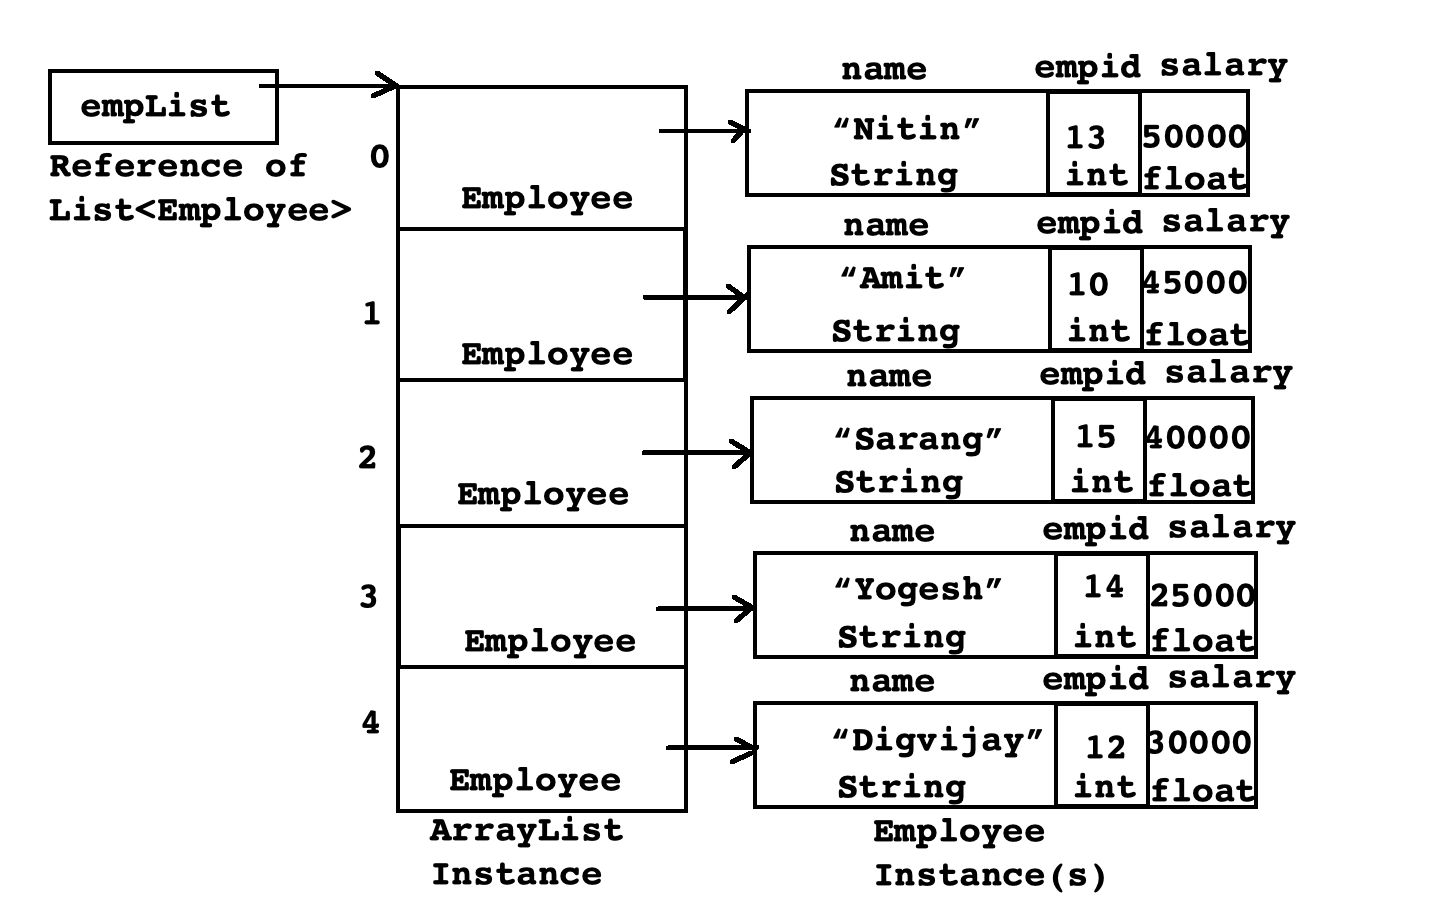 name empid salary
empList
Reference of
List<Employee>
0
Employee
“Nitin” 13 50000
String int float
name empid salary
1
Employee
“Amit” 10 45000
String int float
name empid salary
2
Employee
“Sarang” 15 40000
String int float
name empid salary
3
Employee
“Yogesh” 14 25000
String int float
name empid salary
4
Employee
“Digvijay” 12 30000
String int float
ArrayList
Instance
Employee
Instance(s)